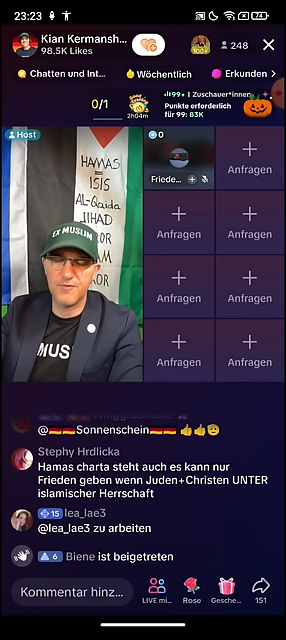 23:23
74
Kian Kermansh...
98.5K Likes
248
Chatten und Int...
Wöchentlich
Erkunden
0/1
2h04m
99+ | Zuschauer*innen
Punkte erforderlich
für 99: 83K
Host
0
Friede...
Anfragen
Anfragen
Anfragen
Anfragen
Anfragen
Anfragen
Anfragen
HAMAS
=
ISIS
AL-Qaida
JIHAD
EX MUSLIM
MUS
@🇩🇪🇩🇪Sonnenschein🇩🇪🇩🇪 👍👍🫡
Stephy Hrdlicka
Hamas charta steht auch es kann nur
Frieden geben wenn Juden+Christen UNTER
islamischer Herrschaft
15 lea_lae3
@lea_lae3 zu arbeiten
6 Biene ist beigetreten
Kommentar hinz...
LIVE mi...
Rose
Gesche...
151